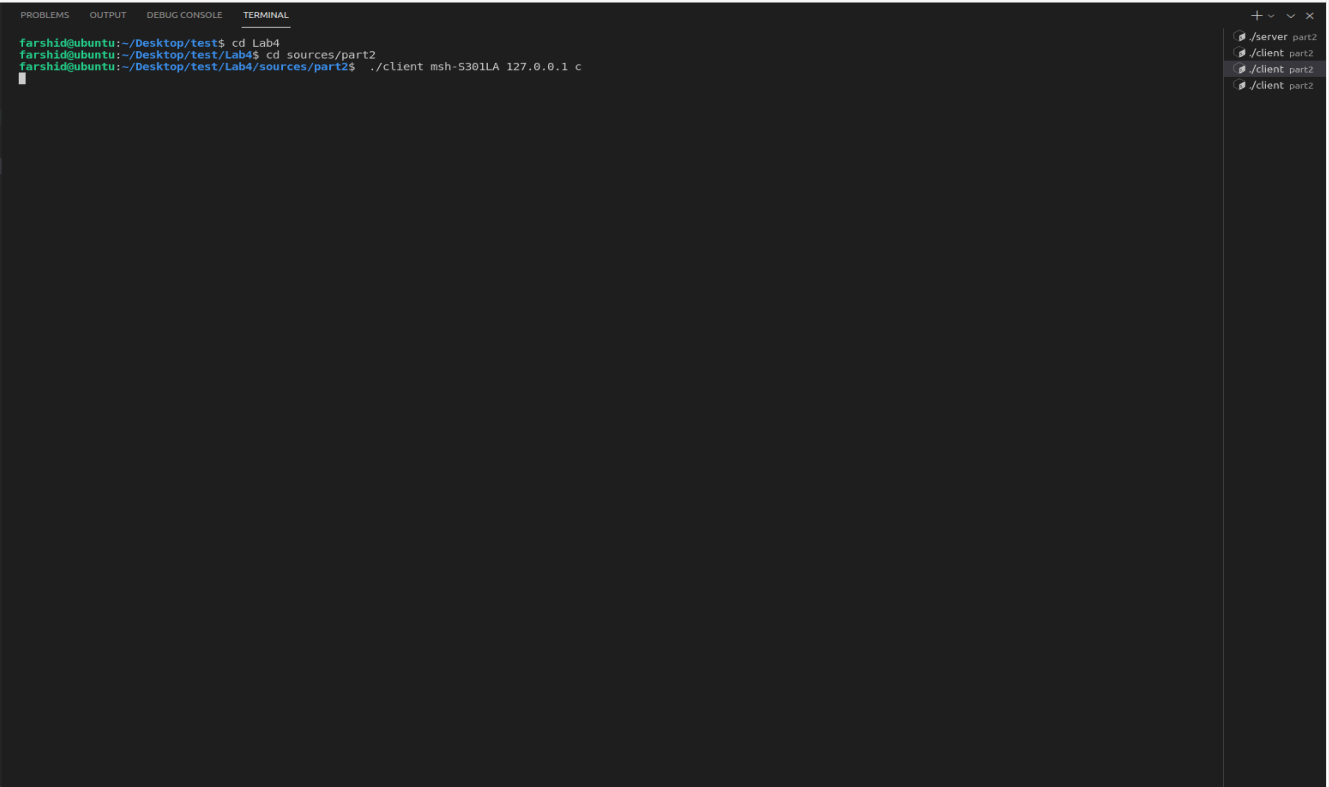 PROBLEMS OUTPUT DEBUG CONSOLE TERMINAL
farshid@ubuntu:~/Desktop/test$ cd Lab4
farshid@ubuntu:~/Desktop/test/Lab4$ cd sources/part2
farshid@ubuntu:~/Desktop/test/Lab4/sources/part2$  ./client msh-S301LA 127.0.0.1 c
./server part2
./client part2
./client part2
./client part2